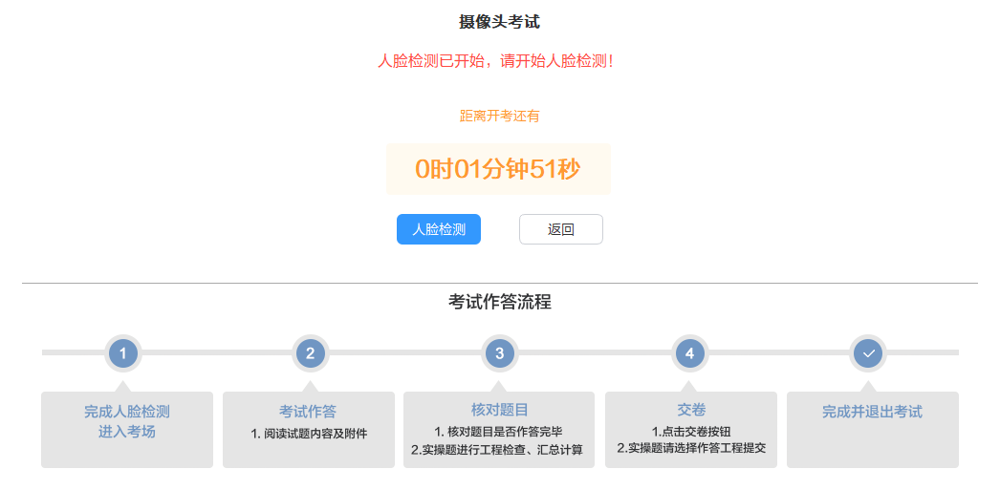 摄像头考试
人脸检测已开始，请开始人脸检测！
距离开考还有
0时01分钟51秒
人脸检测
返回
考试作答流程
1
2
3
4
完成人脸检测
进入考场
考试作答
1. 阅读试题内容及附件
核对题目
1. 核对题目是否作答完毕
2.实操题进行工程检查、汇总计算
交卷
1.点击交卷按钮
2.实操题请选择作答工程提交
完成并退出考试